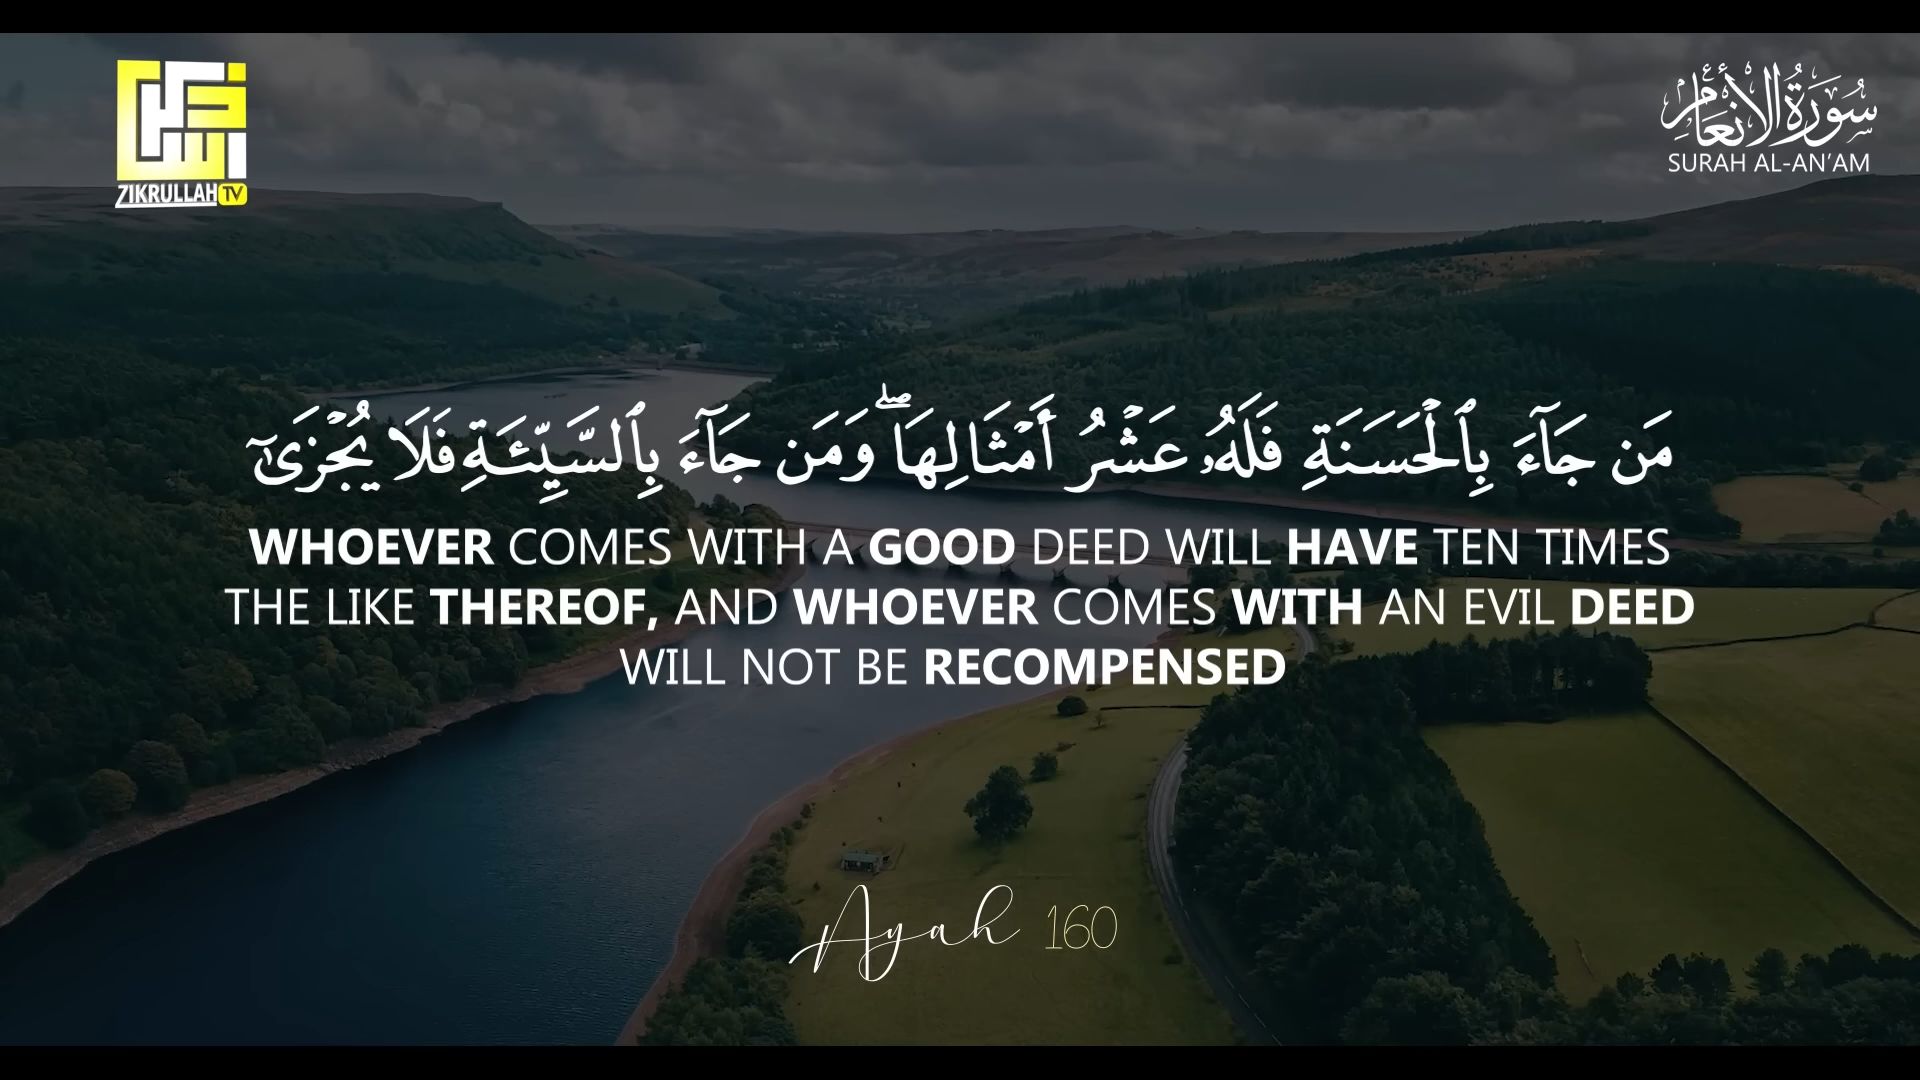 ZIKRULLAH TV
سُورَةُ الأَنْعَامِ
SURAH AL-AN'AM
مَن جَآءَ بِٱلْحَسَنَةِ فَلَهُۥ عَشْرُ أَمْثَالِهَا ۖ وَمَن جَآءَ بِٱلسَّيِّئَةِ فَلَا يُجْزَىٰٓ
WHOEVER COMES WITH A GOOD DEED WILL HAVE TEN TIMES
THE LIKE THEREOF, AND WHOEVER COMES WITH AN EVIL DEED
WILL NOT BE RECOMPENSED
Ayah 160